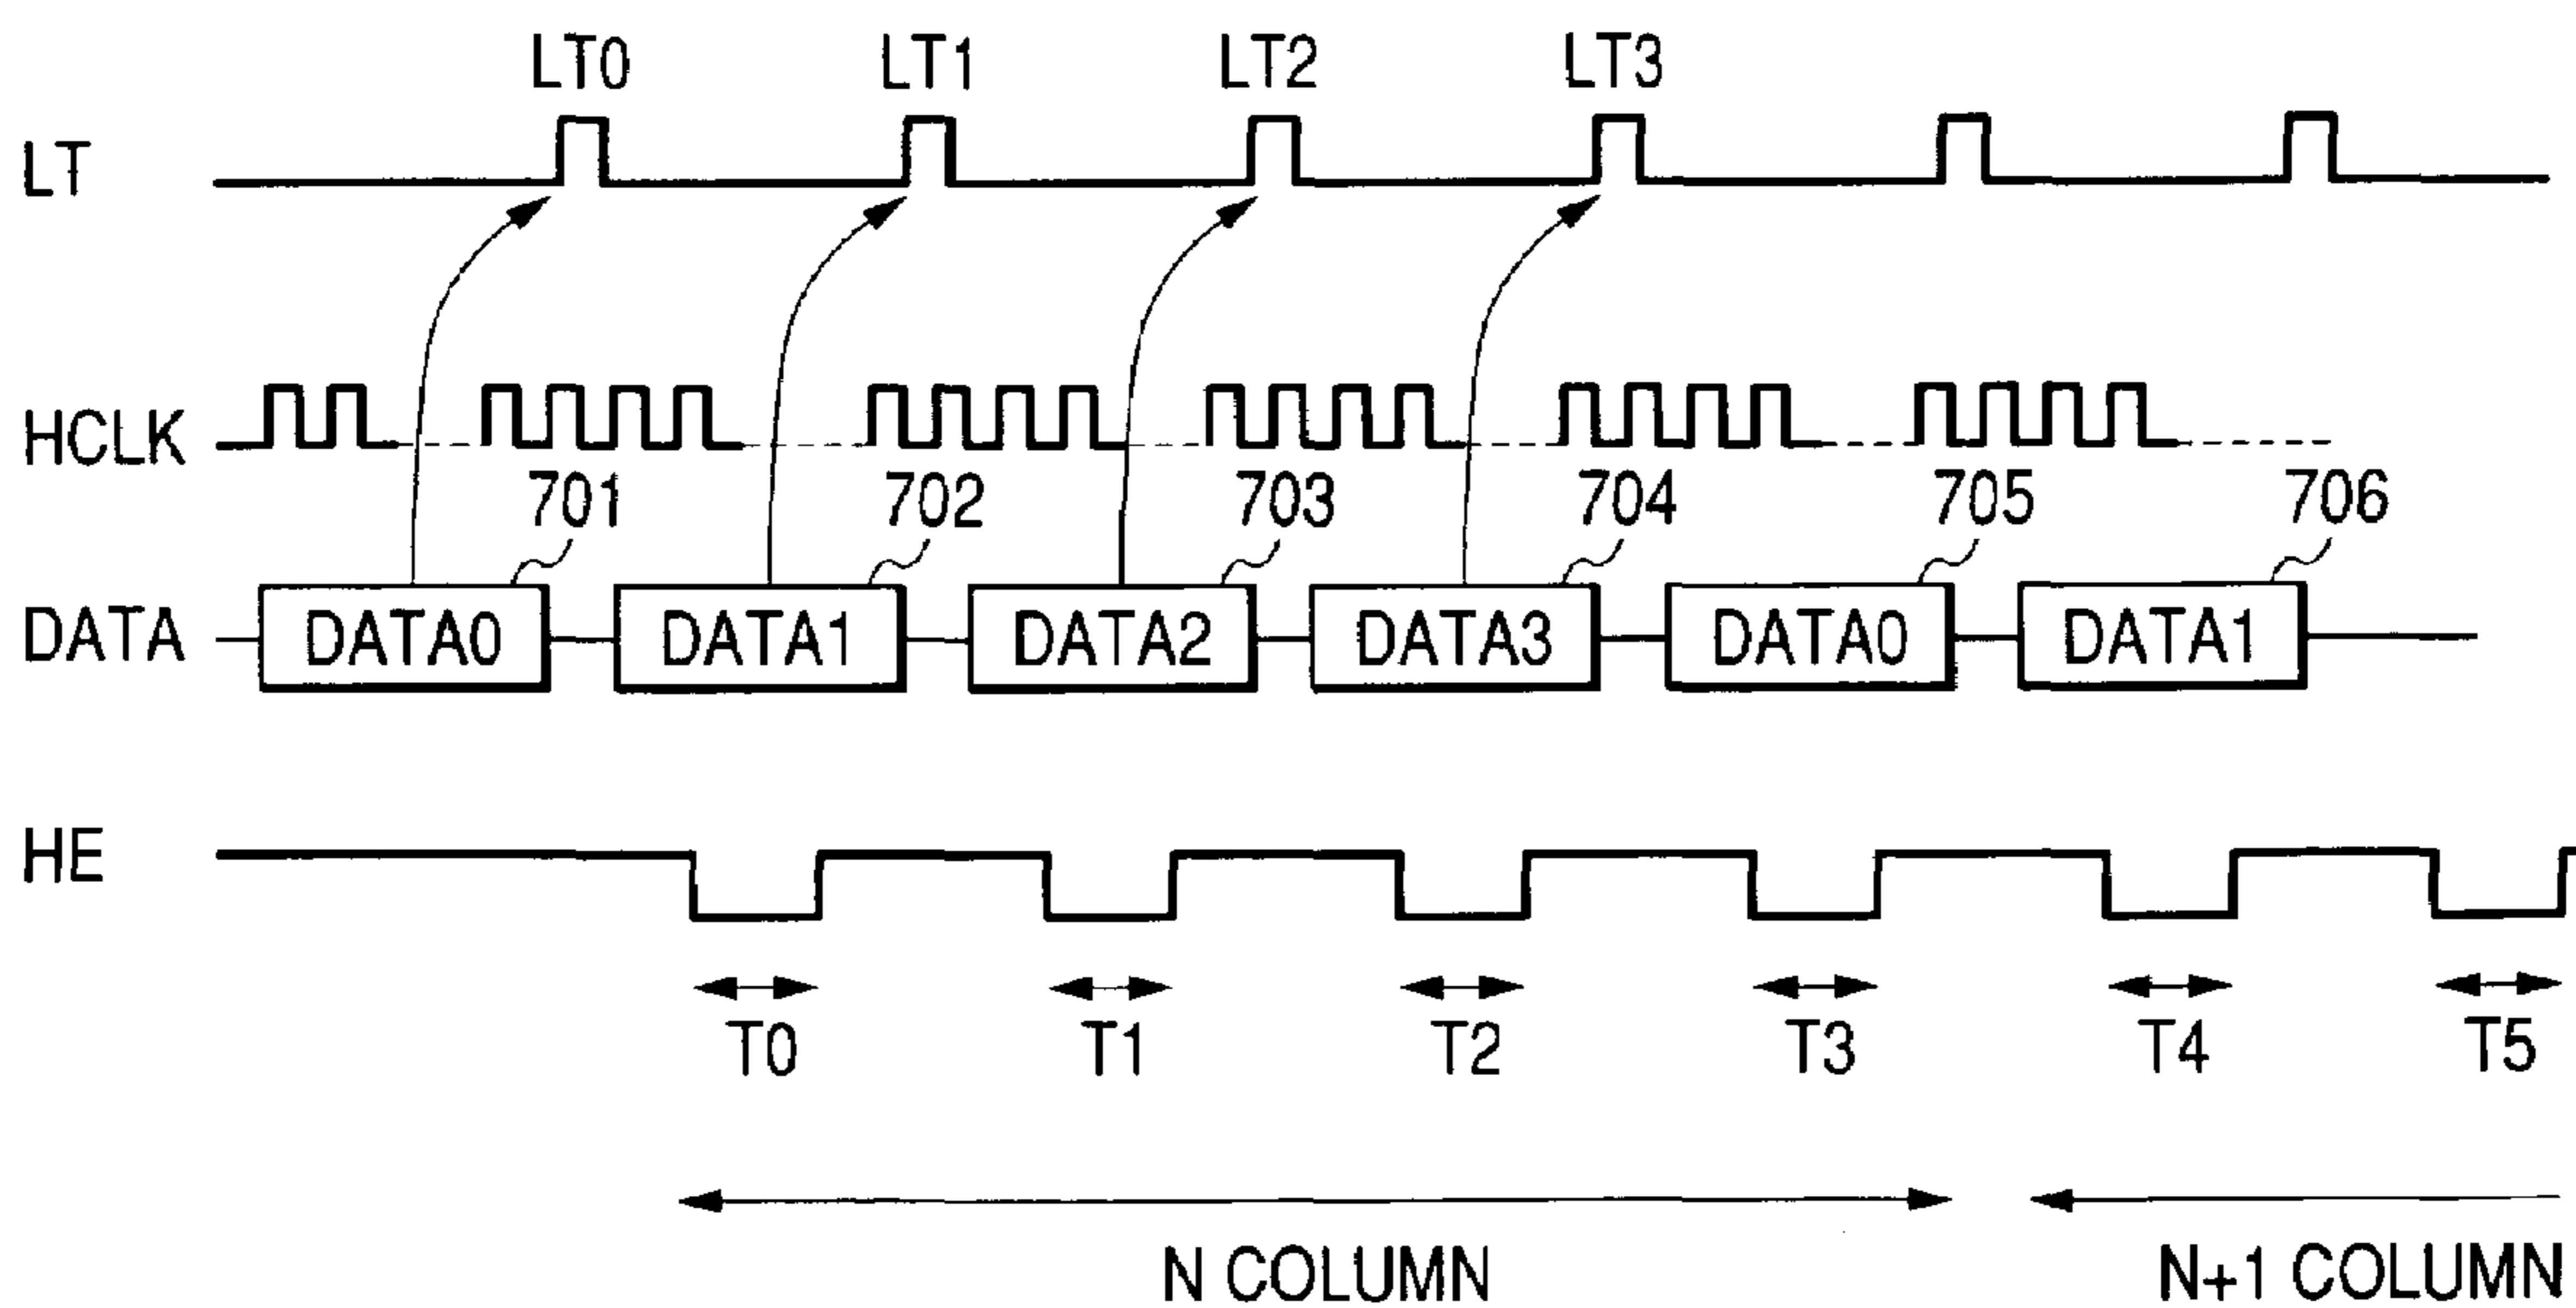 LT0 LT1 LT2 LT3
LT
HCLK
701 702 703 704 705 706
DATA DATA0 DATA1 DATA2 DATA3 DATA0 DATA1
HE
T0 T1 T2 T3 T4 T5
N COLUMN N+1 COLUMN